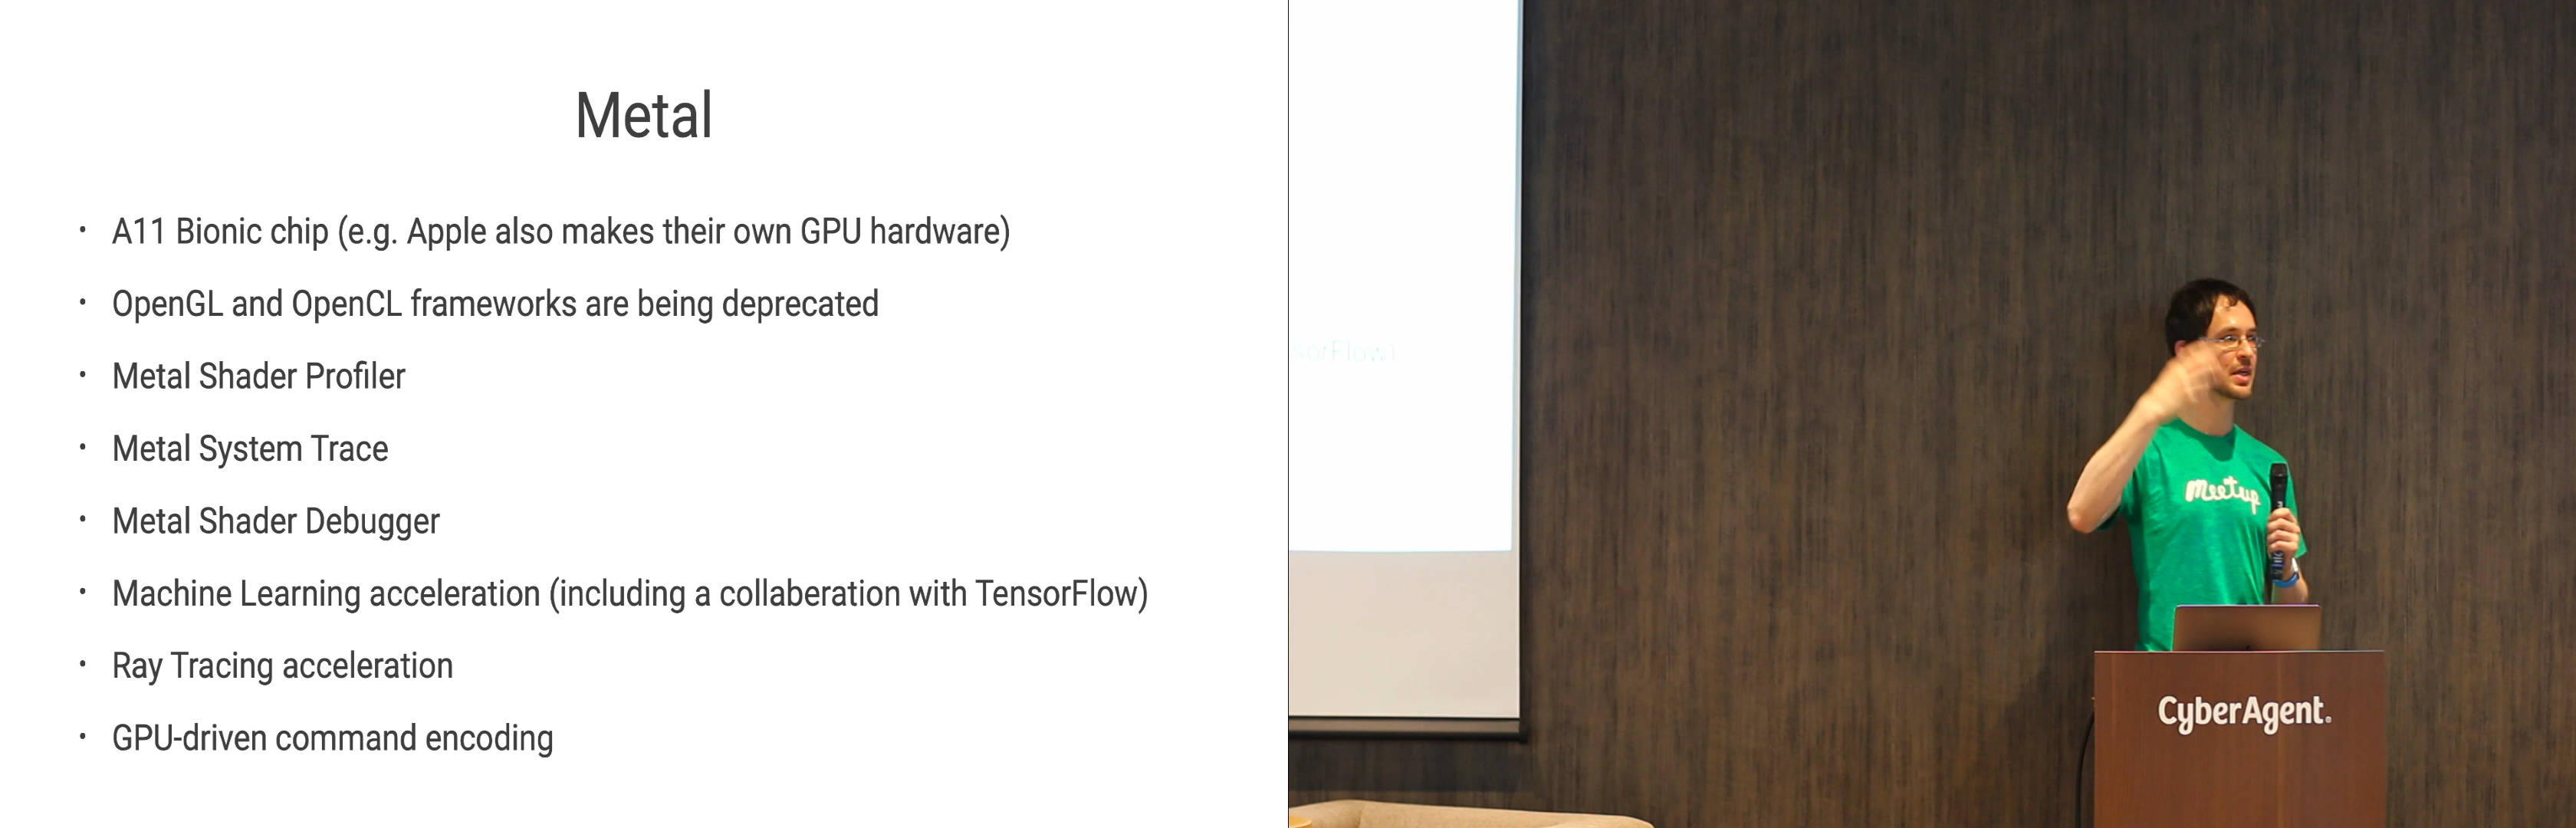 Metal
· A11 Bionic chip (e.g. Apple also makes their own GPU hardware)
· OpenGL and OpenCL frameworks are being deprecated
· Metal Shader Profiler
· Metal System Trace
· Metal Shader Debugger
· Machine Learning acceleration (including a collaberation with TensorFlow)
· Ray Tracing acceleration
· GPU-driven command encoding
sorFlow)
Meetup
CyberAgent.